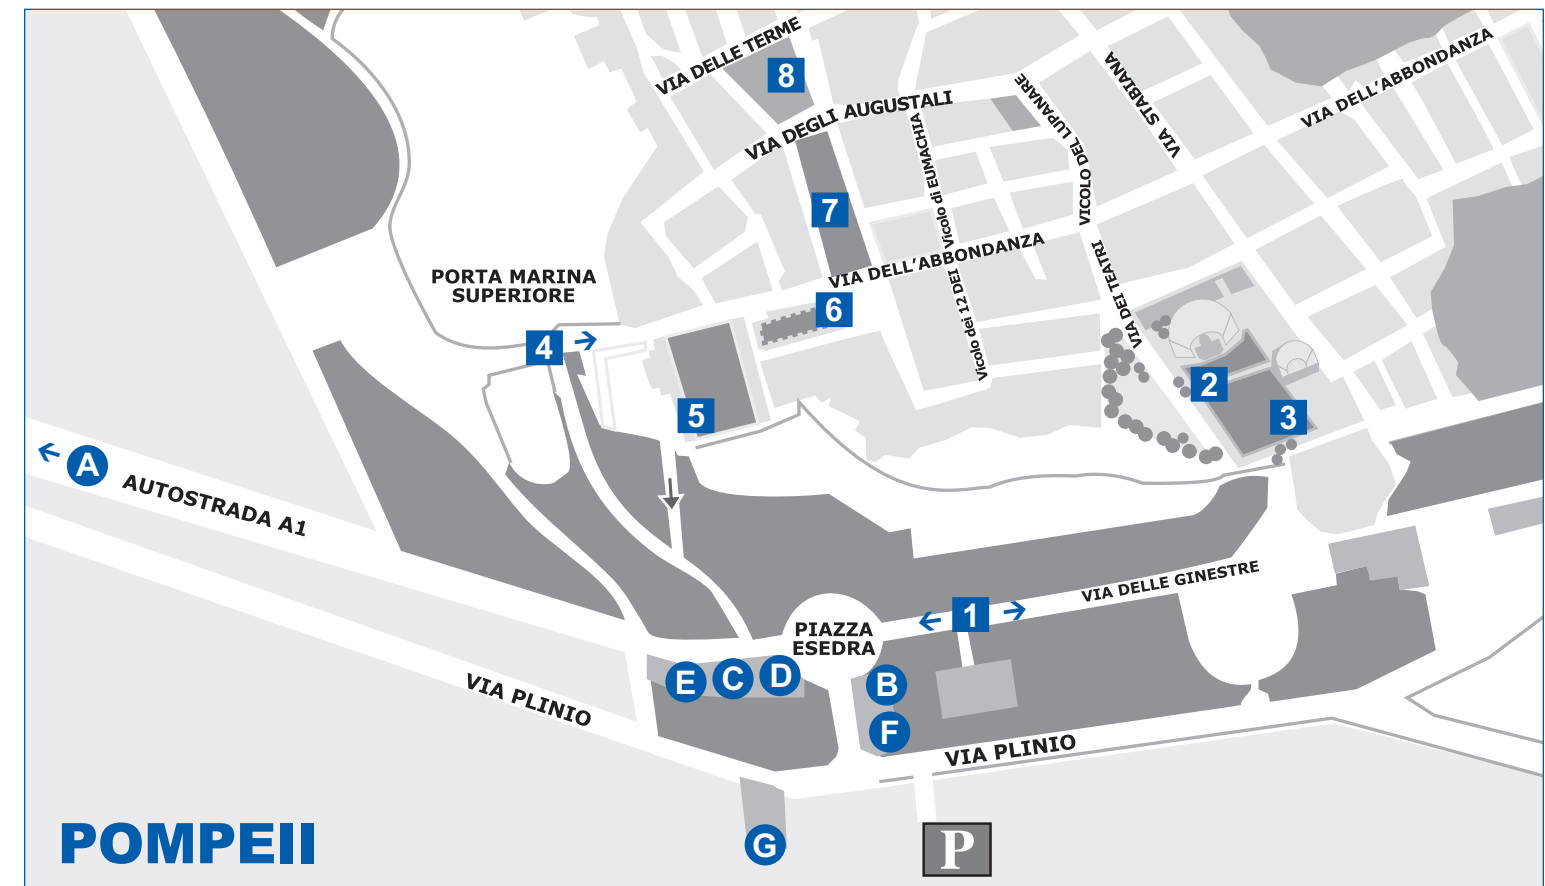 VIA DELLE TERME
8
VIA DEGLI AUGUSTALI
VICOLO DEL LUPANARE
VIA STABIANA
VIA DELL'ABBONDANZA
Vicolo di EUMACHIA
7
VIA DELL'ABBONDANZA
Vicolo dei 12 DEI
VIA DEI TEATRI
PORTA MARINA
SUPERIORE
6
4
5
2
3
A
AUTOSTRADA A1
VIA DELLE GINESTRE
1
PIAZZA
ESEDRA
E
C
D
B
F
VIA PLINIO
VIA PLINIO
POMPEII
G
P